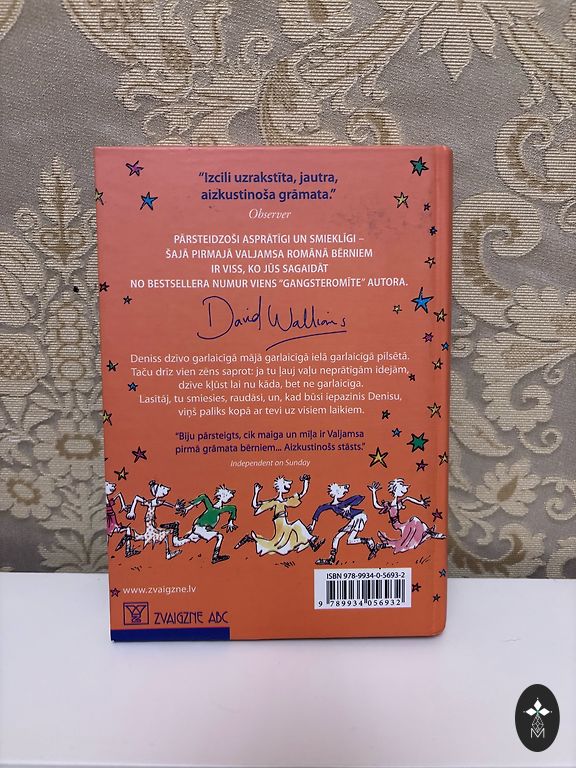 “Izcili uzrakstīta, jautra,
aizkustinoša grāmata.”
Observer
PĀRSTEIDZOŠI ASPRĀTĪGI UN SMIEKLĪGI –
ŠAJĀ PIRMAJĀ VALJAMSA ROMĀNĀ BĒRNIEM
IR VISS, KO JŪS SAGAIDĀT
NO BESTSELLERA NUMUR VIENS “GANGSTEROMĪTE” AUTORA.
David Walliams
Deniss dzīvo garlaicīgā mājā garlaicīgā ielā garlaicīgā pilsētā.
Taču drīz vien zēns saprot: ja tu ļauj vaļu neprātīgām idejām,
dzīve kļūst lai nu kāda, bet ne garlaicīga.
Lasītāj, tu smiesies, raudāsi, un, kad būsi iepazinis Denisu,
viņš paliks kopā ar tevi uz visiem laikiem.
“Biju pārsteigts, cik maiga un mīļa ir Valjamsa
pirmā grāmata bērniem... Aizkustinošs stāsts.”
Independent on Sunday
www.zvaigzne.lv
ZVAIGZNE ABC
ISBN 978-9934-0-5693-2
9 789934 056932
M